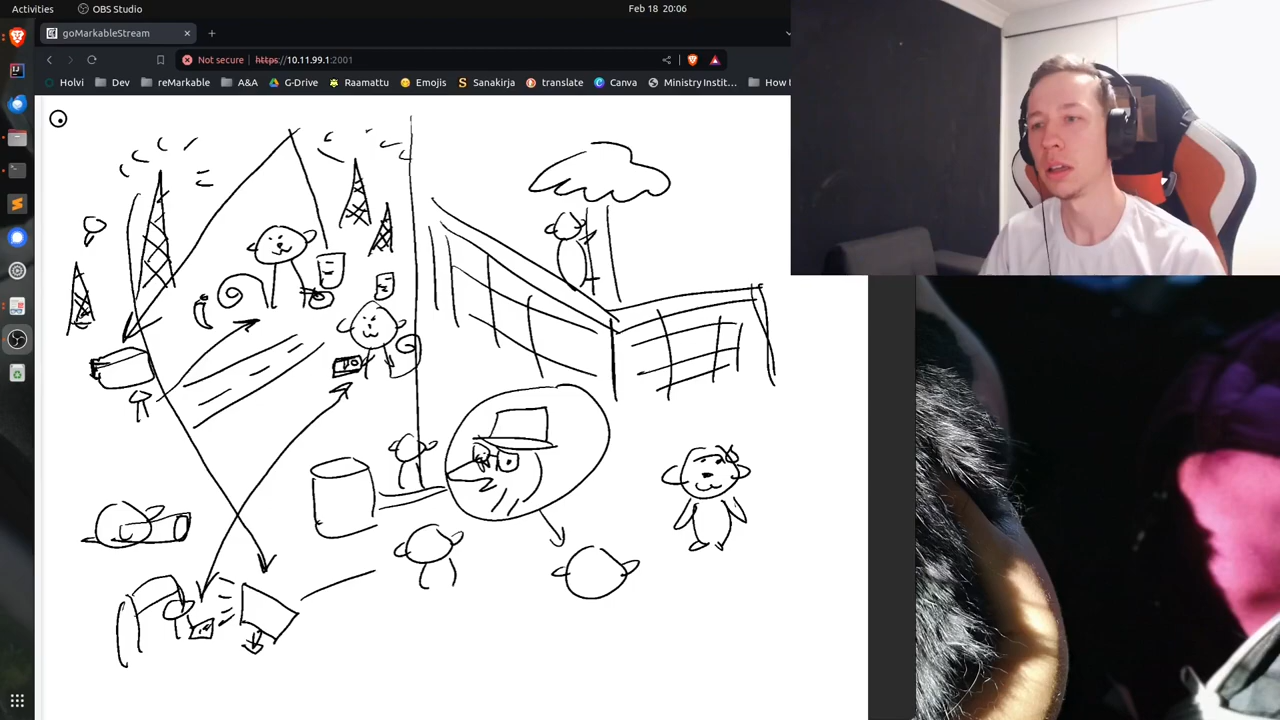 Activities
OBS Studio
Feb 18 20:06
goMarkableStream
Not secure
https://10.11.99.1:2001
Holvi
Dev
reMarkable
A&A
G-Drive
Raamattu
Emojis
Sanakirja
translate
Canva
Ministry Instit...
How t